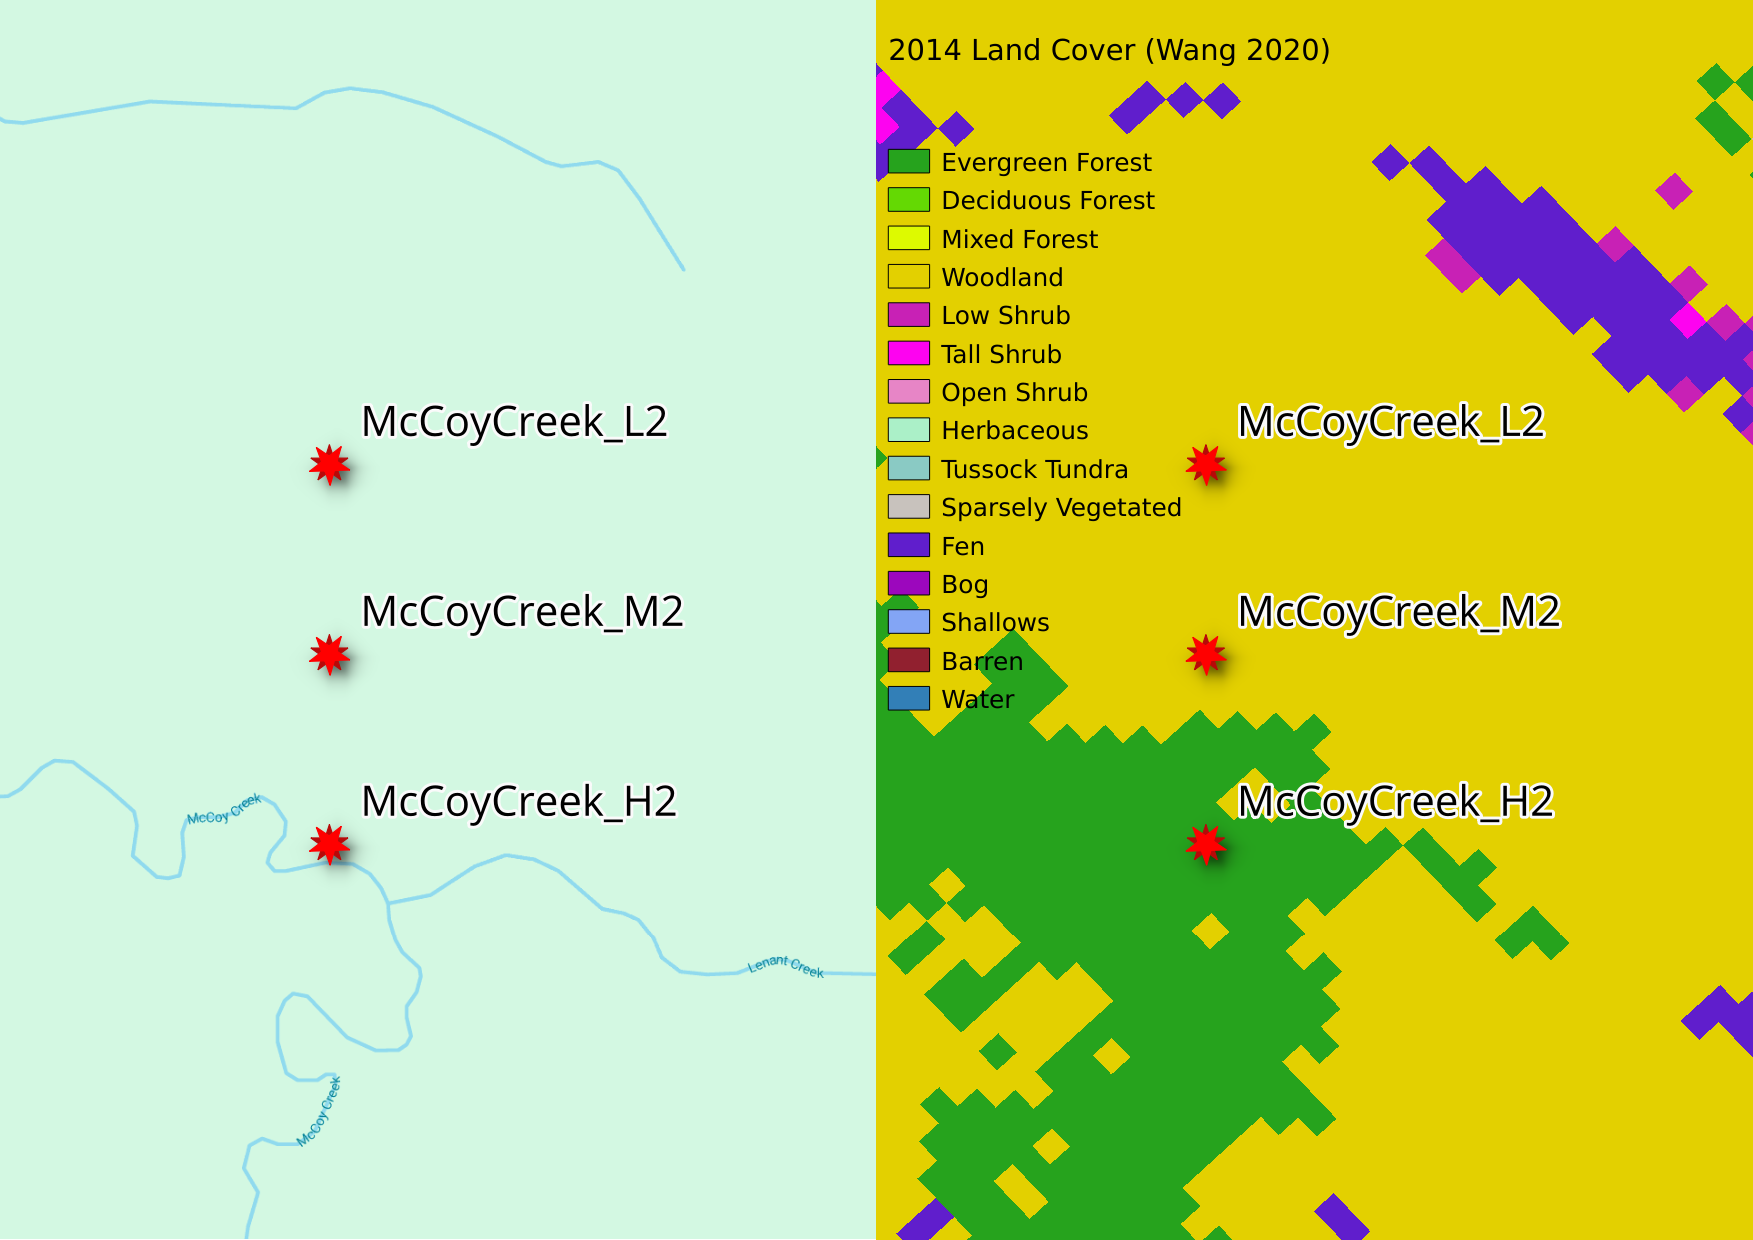 McCoyCreek_L2
McCoyCreek_M2
McCoyCreek_H2
McCoy Creek
Lenant Creek
McCoy Creek
2014 Land Cover (Wang 2020)
Evergreen Forest
Deciduous Forest
Mixed Forest
Woodland
Low Shrub
Tall Shrub
Open Shrub
Herbaceous
Tussock Tundra
Sparsely Vegetated
Fen
Bog
Shallows
Barren
Water
McCoyCreek_L2
McCoyCreek_M2
McCoyCreek_H2